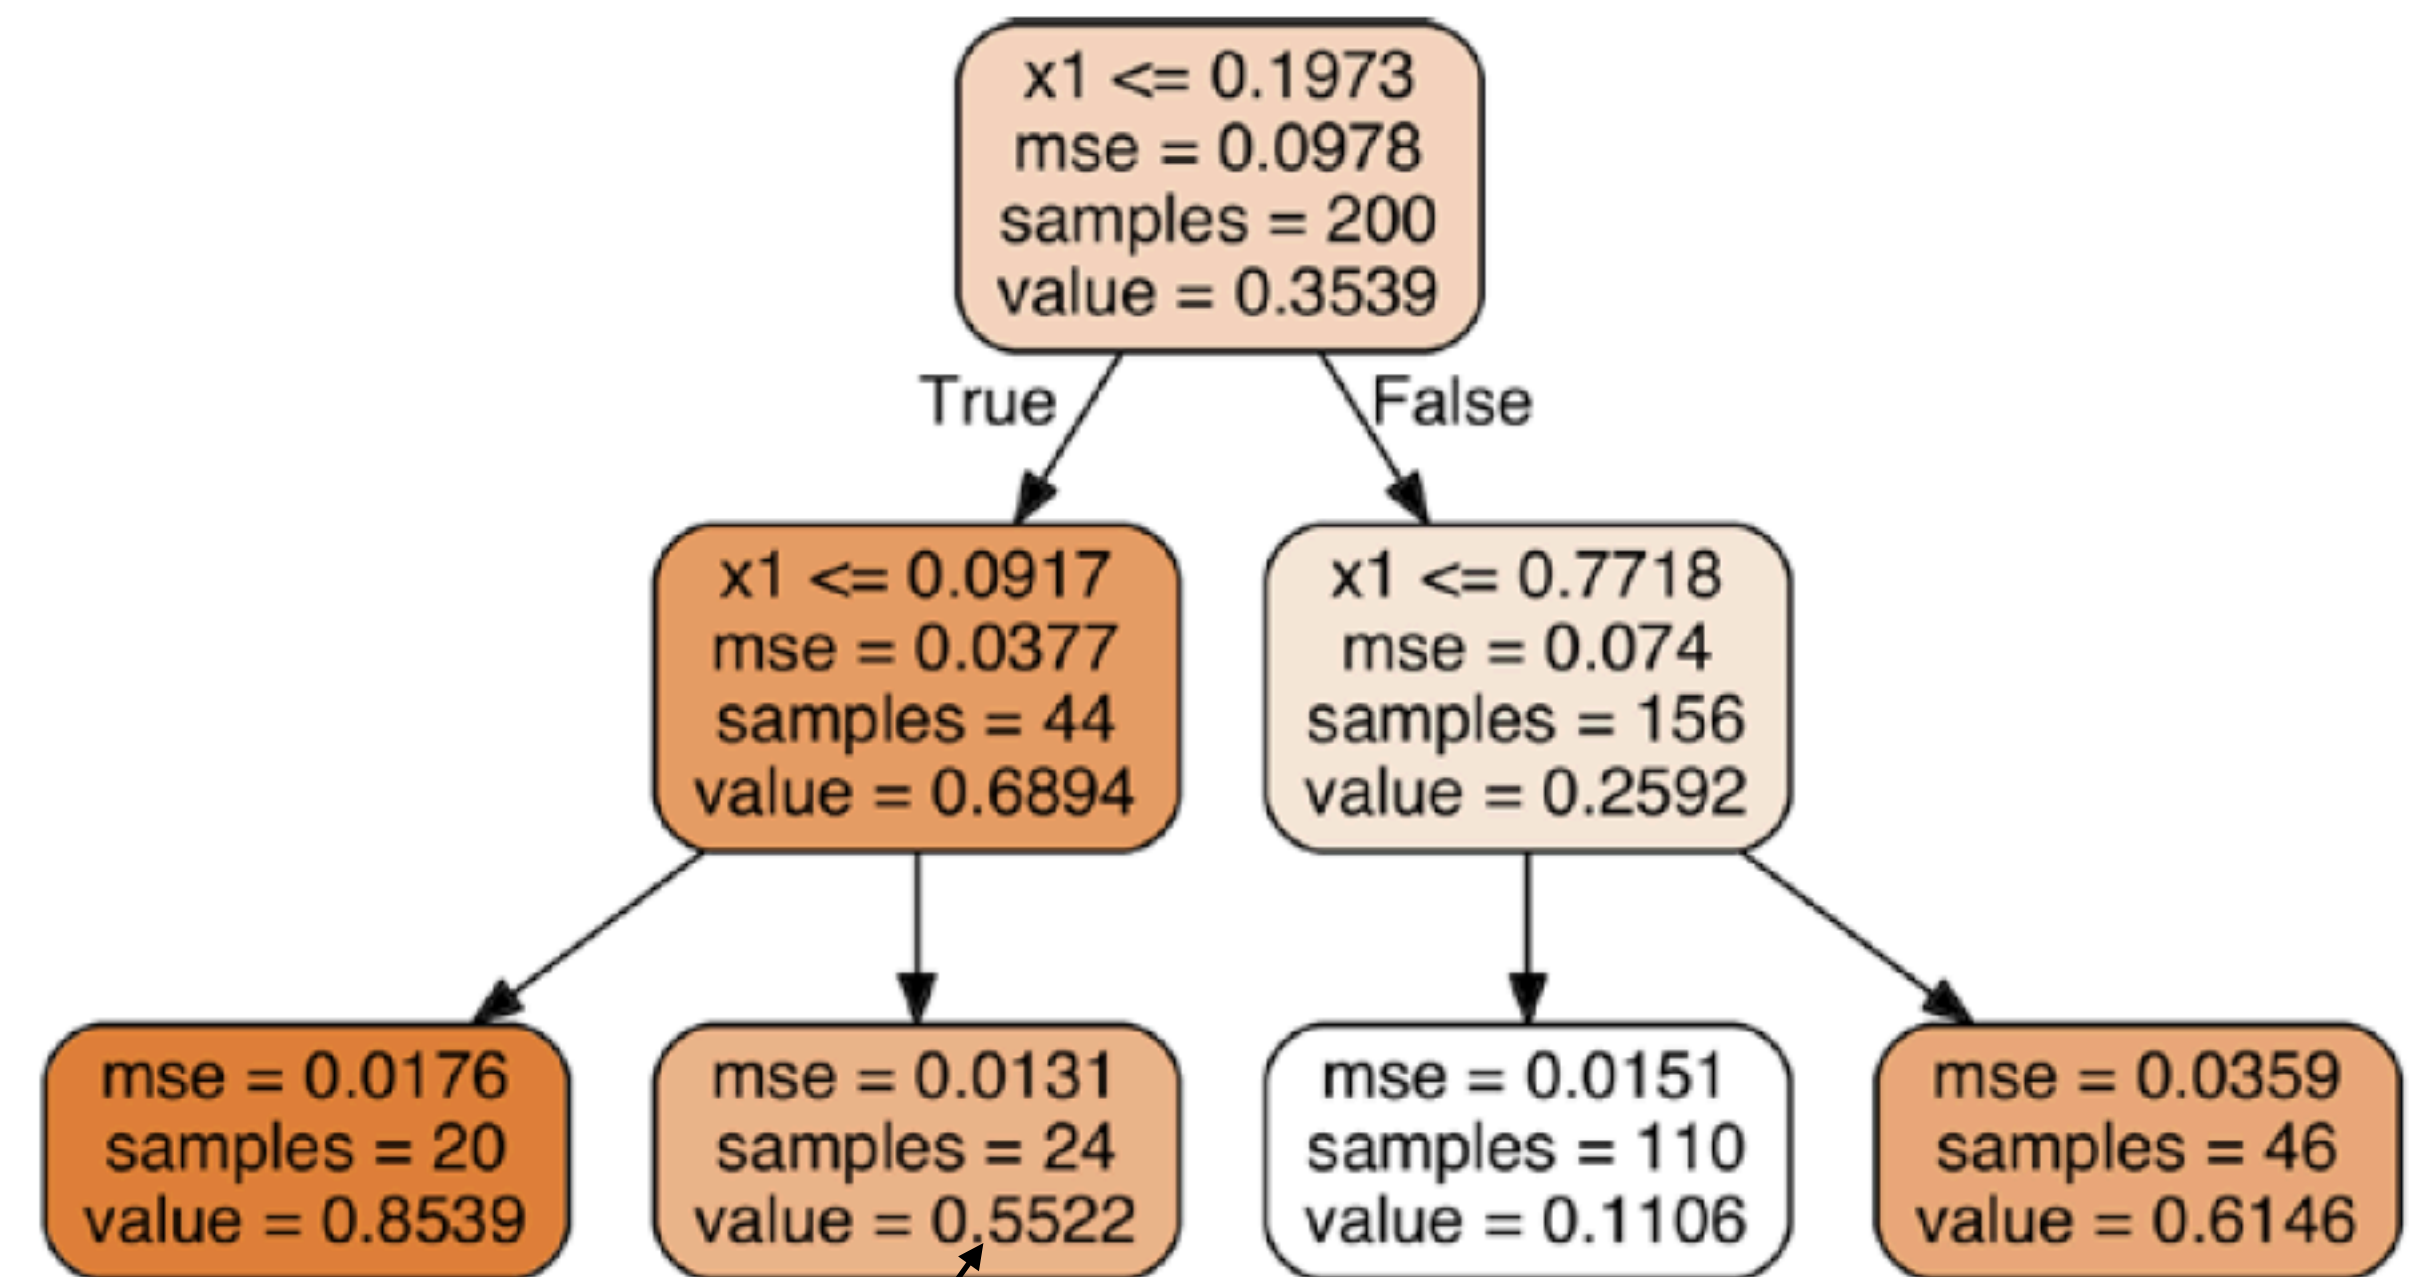 x1 <= 0.1973
mse = 0.0978
samples = 200
value = 0.3539
True
False
x1 <= 0.0917
mse = 0.0377
samples = 44
value = 0.6894
x1 <= 0.7718
mse = 0.074
samples = 156
value = 0.2592
mse = 0.0176
samples = 20
value = 0.8539
mse = 0.0131
samples = 24
value = 0.5522
mse = 0.0151
samples = 110
value = 0.1106
mse = 0.0359
samples = 46
value = 0.6146